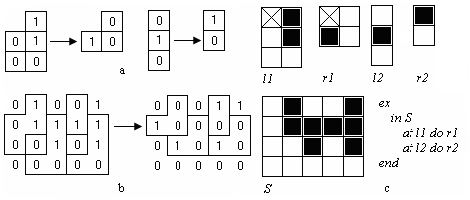 1 0
0 1 1 0
0 0
0 1
1 0
0
a
l1 r1 l2 r2
0 1 0 0 1
0 1 1 1 1
0 0 1 0 1
0 0 0 0 0
0 0 0 1 1
1 0 0 0 0
0 1 0 1 0
0 0 0 0 0
b
S
ex
in S
at l1 do r1
at l2 do r2
end
c